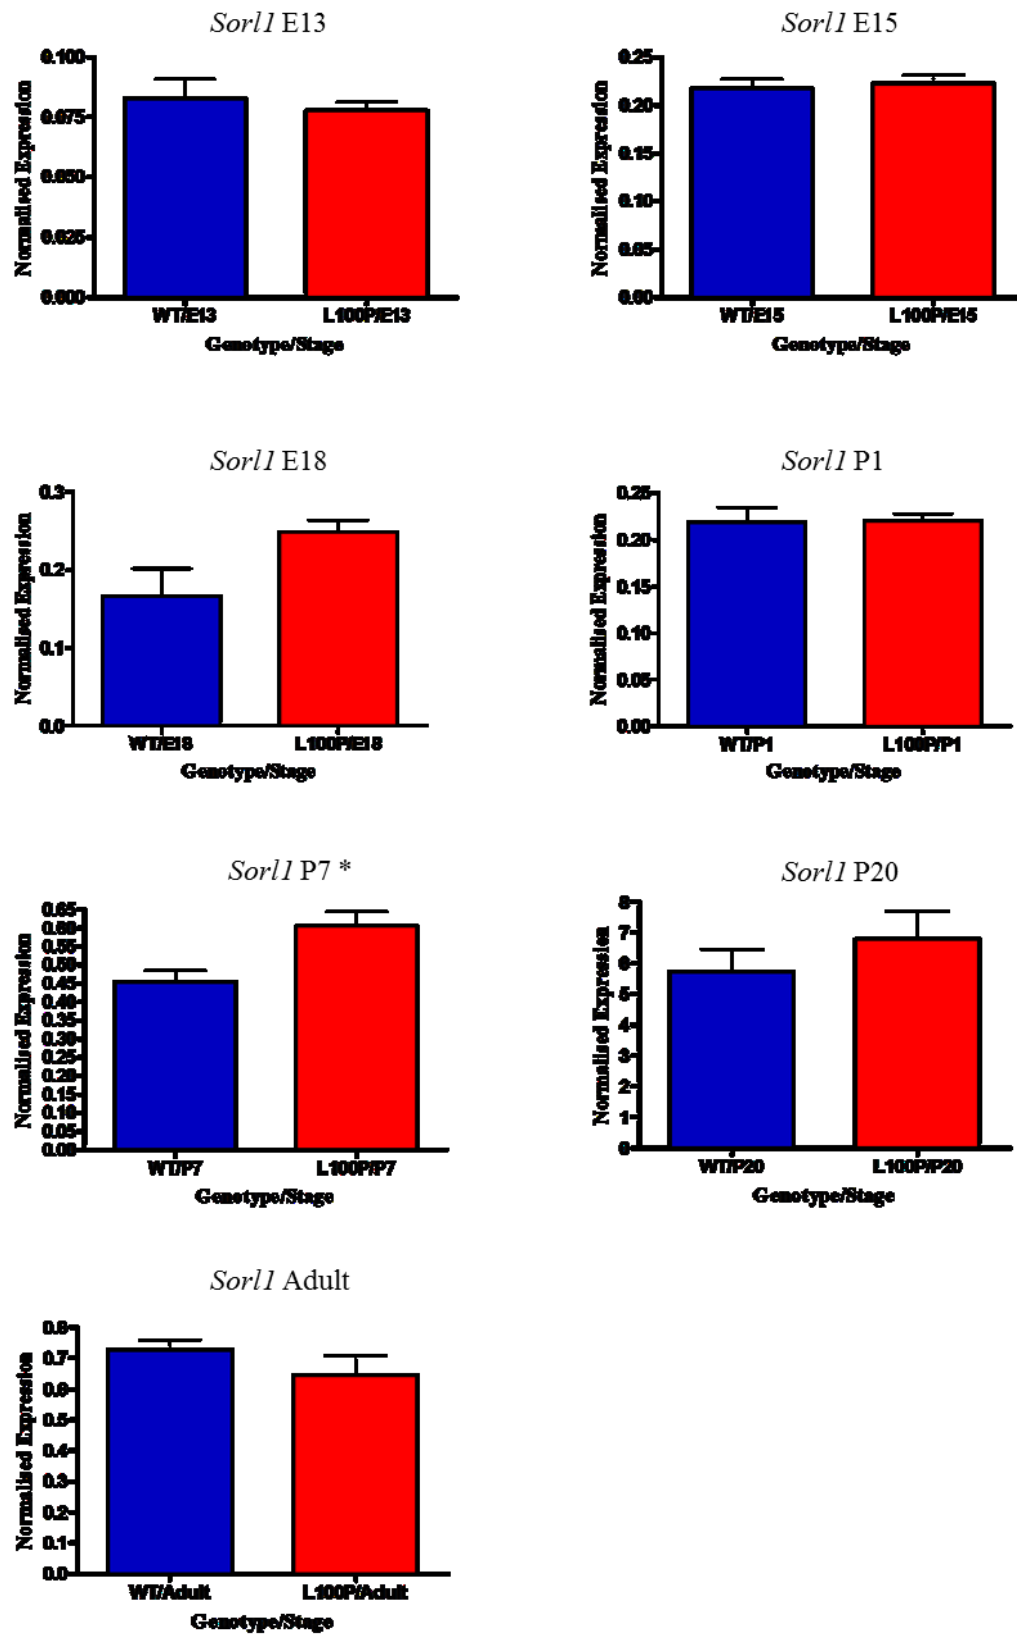 Sorl1 E13
Normalised Expression
0.100
0.075
0.050
0.025
0.000
WT/E13 L100P/E13
Genotype/Stage
Sorl1 E15
Normalised Expression
0.25
0.20
0.15
0.10
0.05
0.00
WT/E15 L100P/E15
Genotype/Stage
Sorl1 E18
Normalised Expression
0.3
0.2
0.1
0.0
WT/E18 L100P/E18
Genotype/Stage
Sorl1 P1
Normalised Expression
0.25
0.20
0.15
0.10
0.05
0.00
WT/P1 L100P/P1
Genotype/Stage
Sorl1 P7 *
Normalised Expression
0.65
0.60
0.55
0.50
0.45
0.40
0.35
0.30
0.25
0.20
0.15
0.10
0.05
0.00
WT/P7 L100P/P7
Genotype/Stage
Sorl1 P20
Normalised Expression
8
7
6
5
4
3
2
1
0
WT/P20 L100P/P20
Genotype/Stage
Sorl1 Adult
Normalised Expression
0.8
0.7
0.6
0.5
0.4
0.3
0.2
0.1
0.0
WT/Adult L100P/Adult
Genotype/Stage